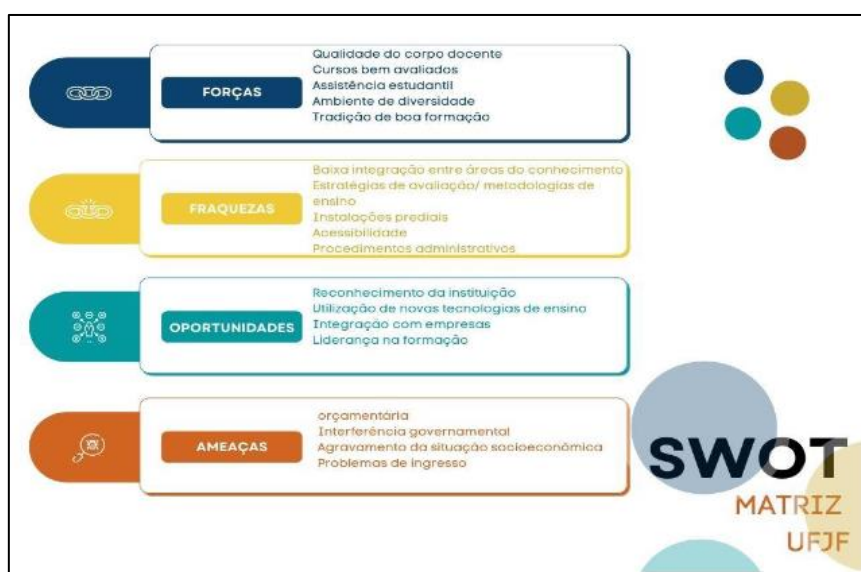 FORÇAS
Qualidade do corpo docente
Cursos bem avaliados
Assistência estudantil
Ambiente de diversidade
Tradição de boa formação
FRAQUEZAS
Baixa integração entre áreas do conhecimento
Estratégias de avaliação/ metodologias de
ensino
Instalações prediais
Acessibilidade
Procedimentos administrativos
OPORTUNIDADES
Reconhecimento da instituição
Utilização de novas tecnologias de ensino
Integração com empresas
Liderança na formação
AMEAÇAS
orçamentária
Interferência governamental
Agravamento da situação socioeconômica
Problemas de ingresso
SWOT
MATRIZ
UFJF